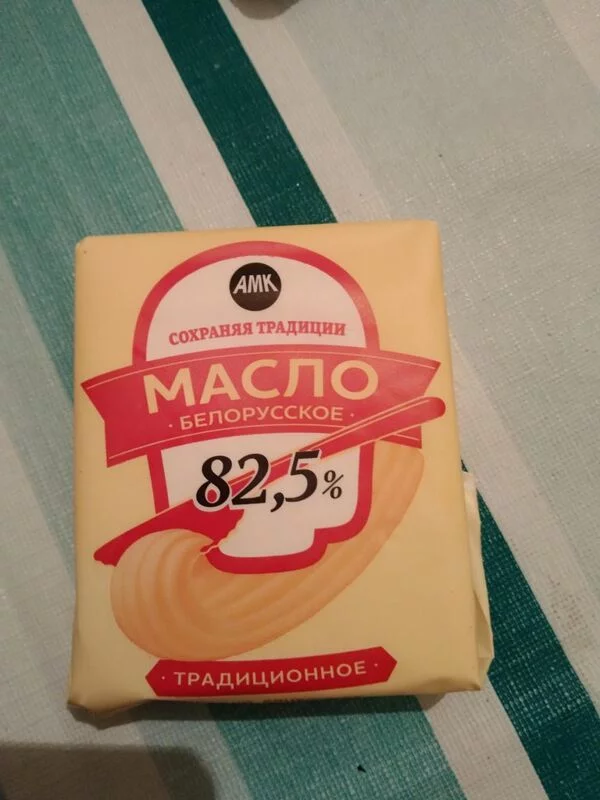 АМК
СОХРАНЯЯ ТРАДИЦИИ
МАСЛО
· БЕЛОРУССКОЕ ·
82,5%
· ТРАДИЦИОННОЕ ·